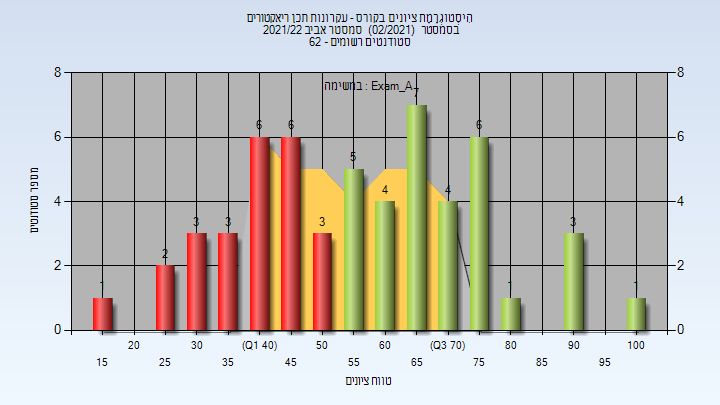 היסטוגרמת ציונים בקורס - עקרונות תכן ריאקטורים
בסמסטר (02/2021) סמסטר אביב 2021/22
סטודנטים רשומים - 62
במשימה : Exam_A
8 8
6 6
4 4
2 2
0 0
1 2 3 3 6 6 3 5 4 7 4 6 1 3 1
מספר סטודנטים
20 30 (Q1 40) 50 60 (Q3 70) 80 90 100
15 25 35 45 55 65 75 85 95
טווח ציונים